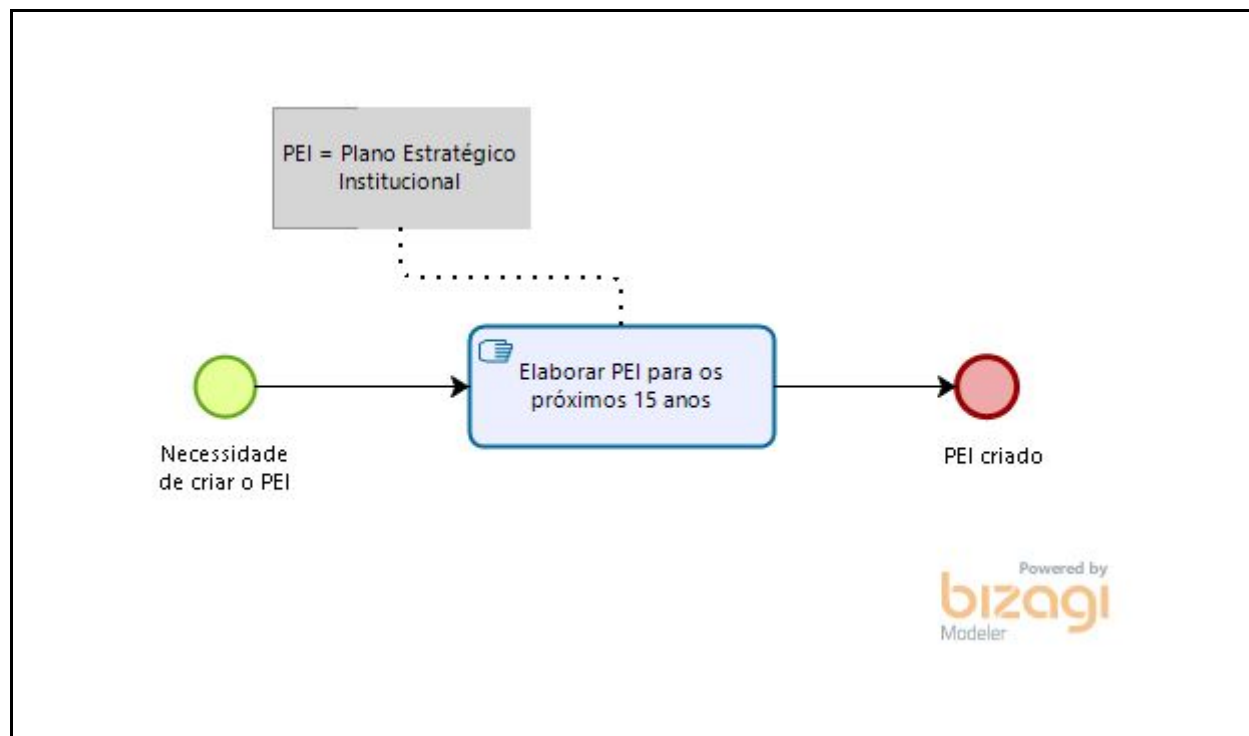 PEI = Plano Estratégico
Institucional
Elaborar PEI para os
próximos 15 anos
Necessidade
de criar o PEI
PEI criado
Powered by
bizagi
Modeler